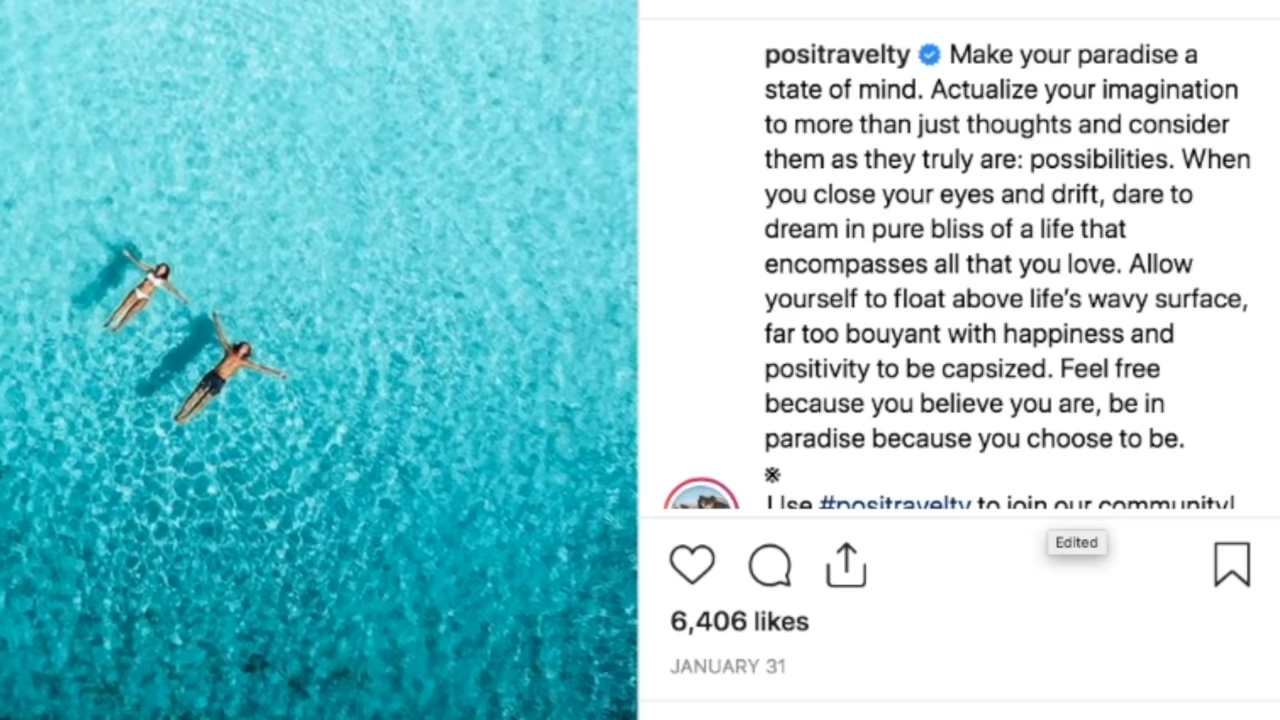 positravelty Make your paradise a
state of mind. Actualize your imagination
to more than just thoughts and consider
them as they truly are: possibilities. When
you close your eyes and drift, dare to
dream in pure bliss of a life that
encompasses all that you love. Allow
yourself to float above life's wavy surface,
far too bouyant with happiness and
positivity to be capsized. Feel free
because you believe you are, be in
paradise because you choose to be.
※
Use #positravelty to join our community!
Edited
6,406 likes
JANUARY 31